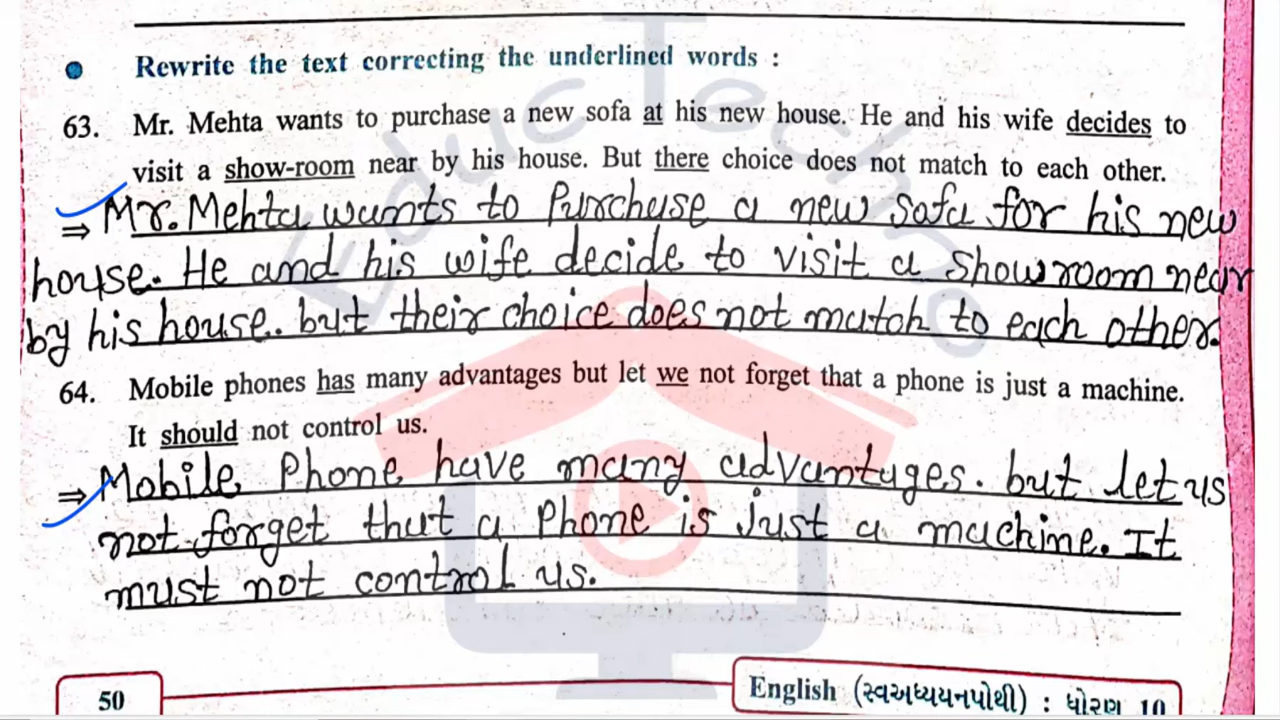 Rewrite the text correcting the underlined words :
63. Mr. Mehta wants to purchase a new sofa at his new house. He and his wife decides to
visit a show-room near by his house. But there choice does not match to each other.
⇒ Mr. Mehta wants to Purchase a new sofa for his new
house. He and his wife decide to visit a showroom near
by his house. but their choice does not match to each other.
64. Mobile phones has many advantages but let we not forget that a phone is just a machine.
It should not control us.
⇒ Mobile Phone have many advantages. but let us
not forget that a Phone is just a machine. It
must not control us.
50
English (સ્વઅધ્યયનપોથી) : ધોરણ 10
Educ Techno